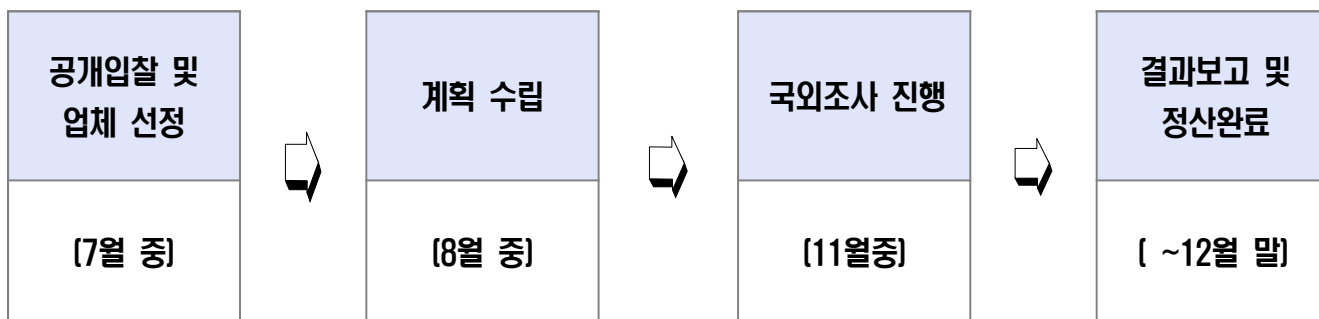 공개입찰 및
업체 선정
계획 수립
국외조사 진행
결과보고 및
정산완료
(7월 중)
(8월 중)
(11월중)
( ~12월 말)